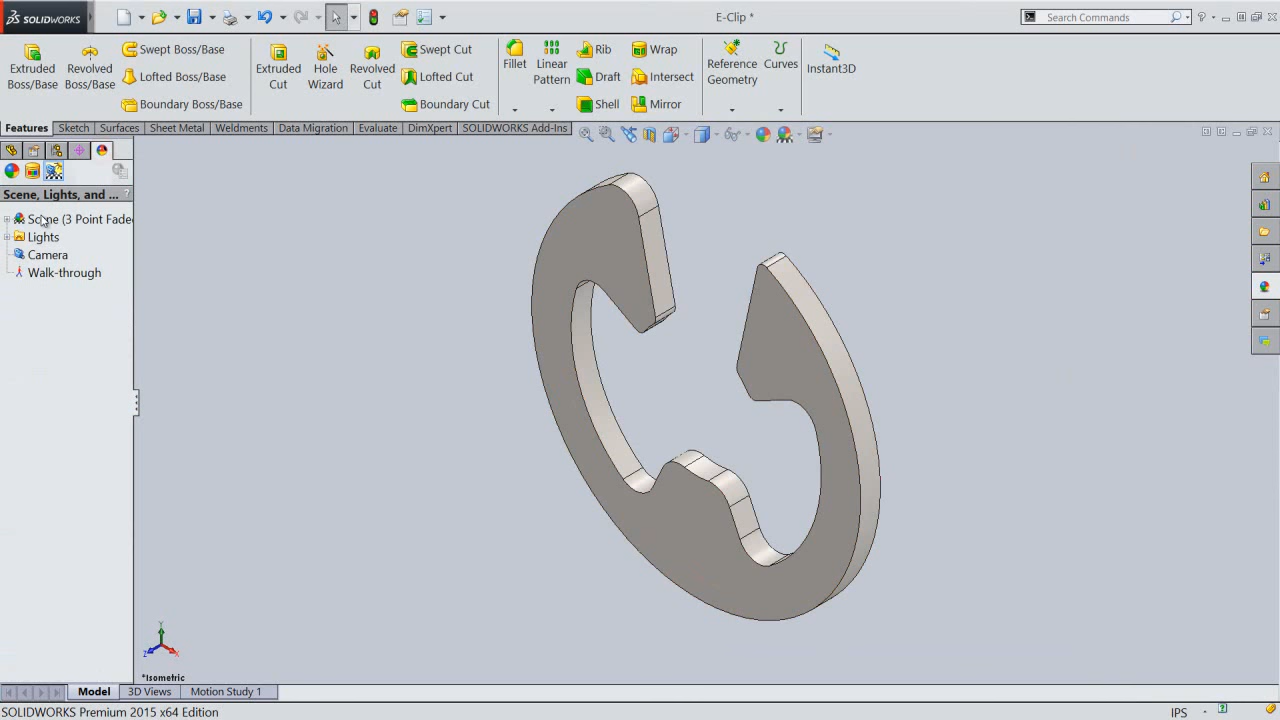 SOLIDWORKS
E-Clip *
Search Commands
Extruded Boss/Base
Revolved Boss/Base
Swept Boss/Base
Lofted Boss/Base
Boundary Boss/Base
Extruded Cut
Hole Wizard
Revolved Cut
Swept Cut
Lofted Cut
Boundary Cut
Fillet
Linear Pattern
Rib
Draft
Shell
Wrap
Intersect
Mirror
Reference Geometry
Curves
Instant3D
Features
Sketch
Surfaces
Sheet Metal
Weldments
Data Migration
Evaluate
DimXpert
SOLIDWORKS Add-Ins
Scene, Lights, and ...
Scene (3 Point Faded
Lights
Camera
Walk-through
Y
Z
X
*Isometric
Model
3D Views
Motion Study 1
SOLIDWORKS Premium 2015 x64 Edition
IPS